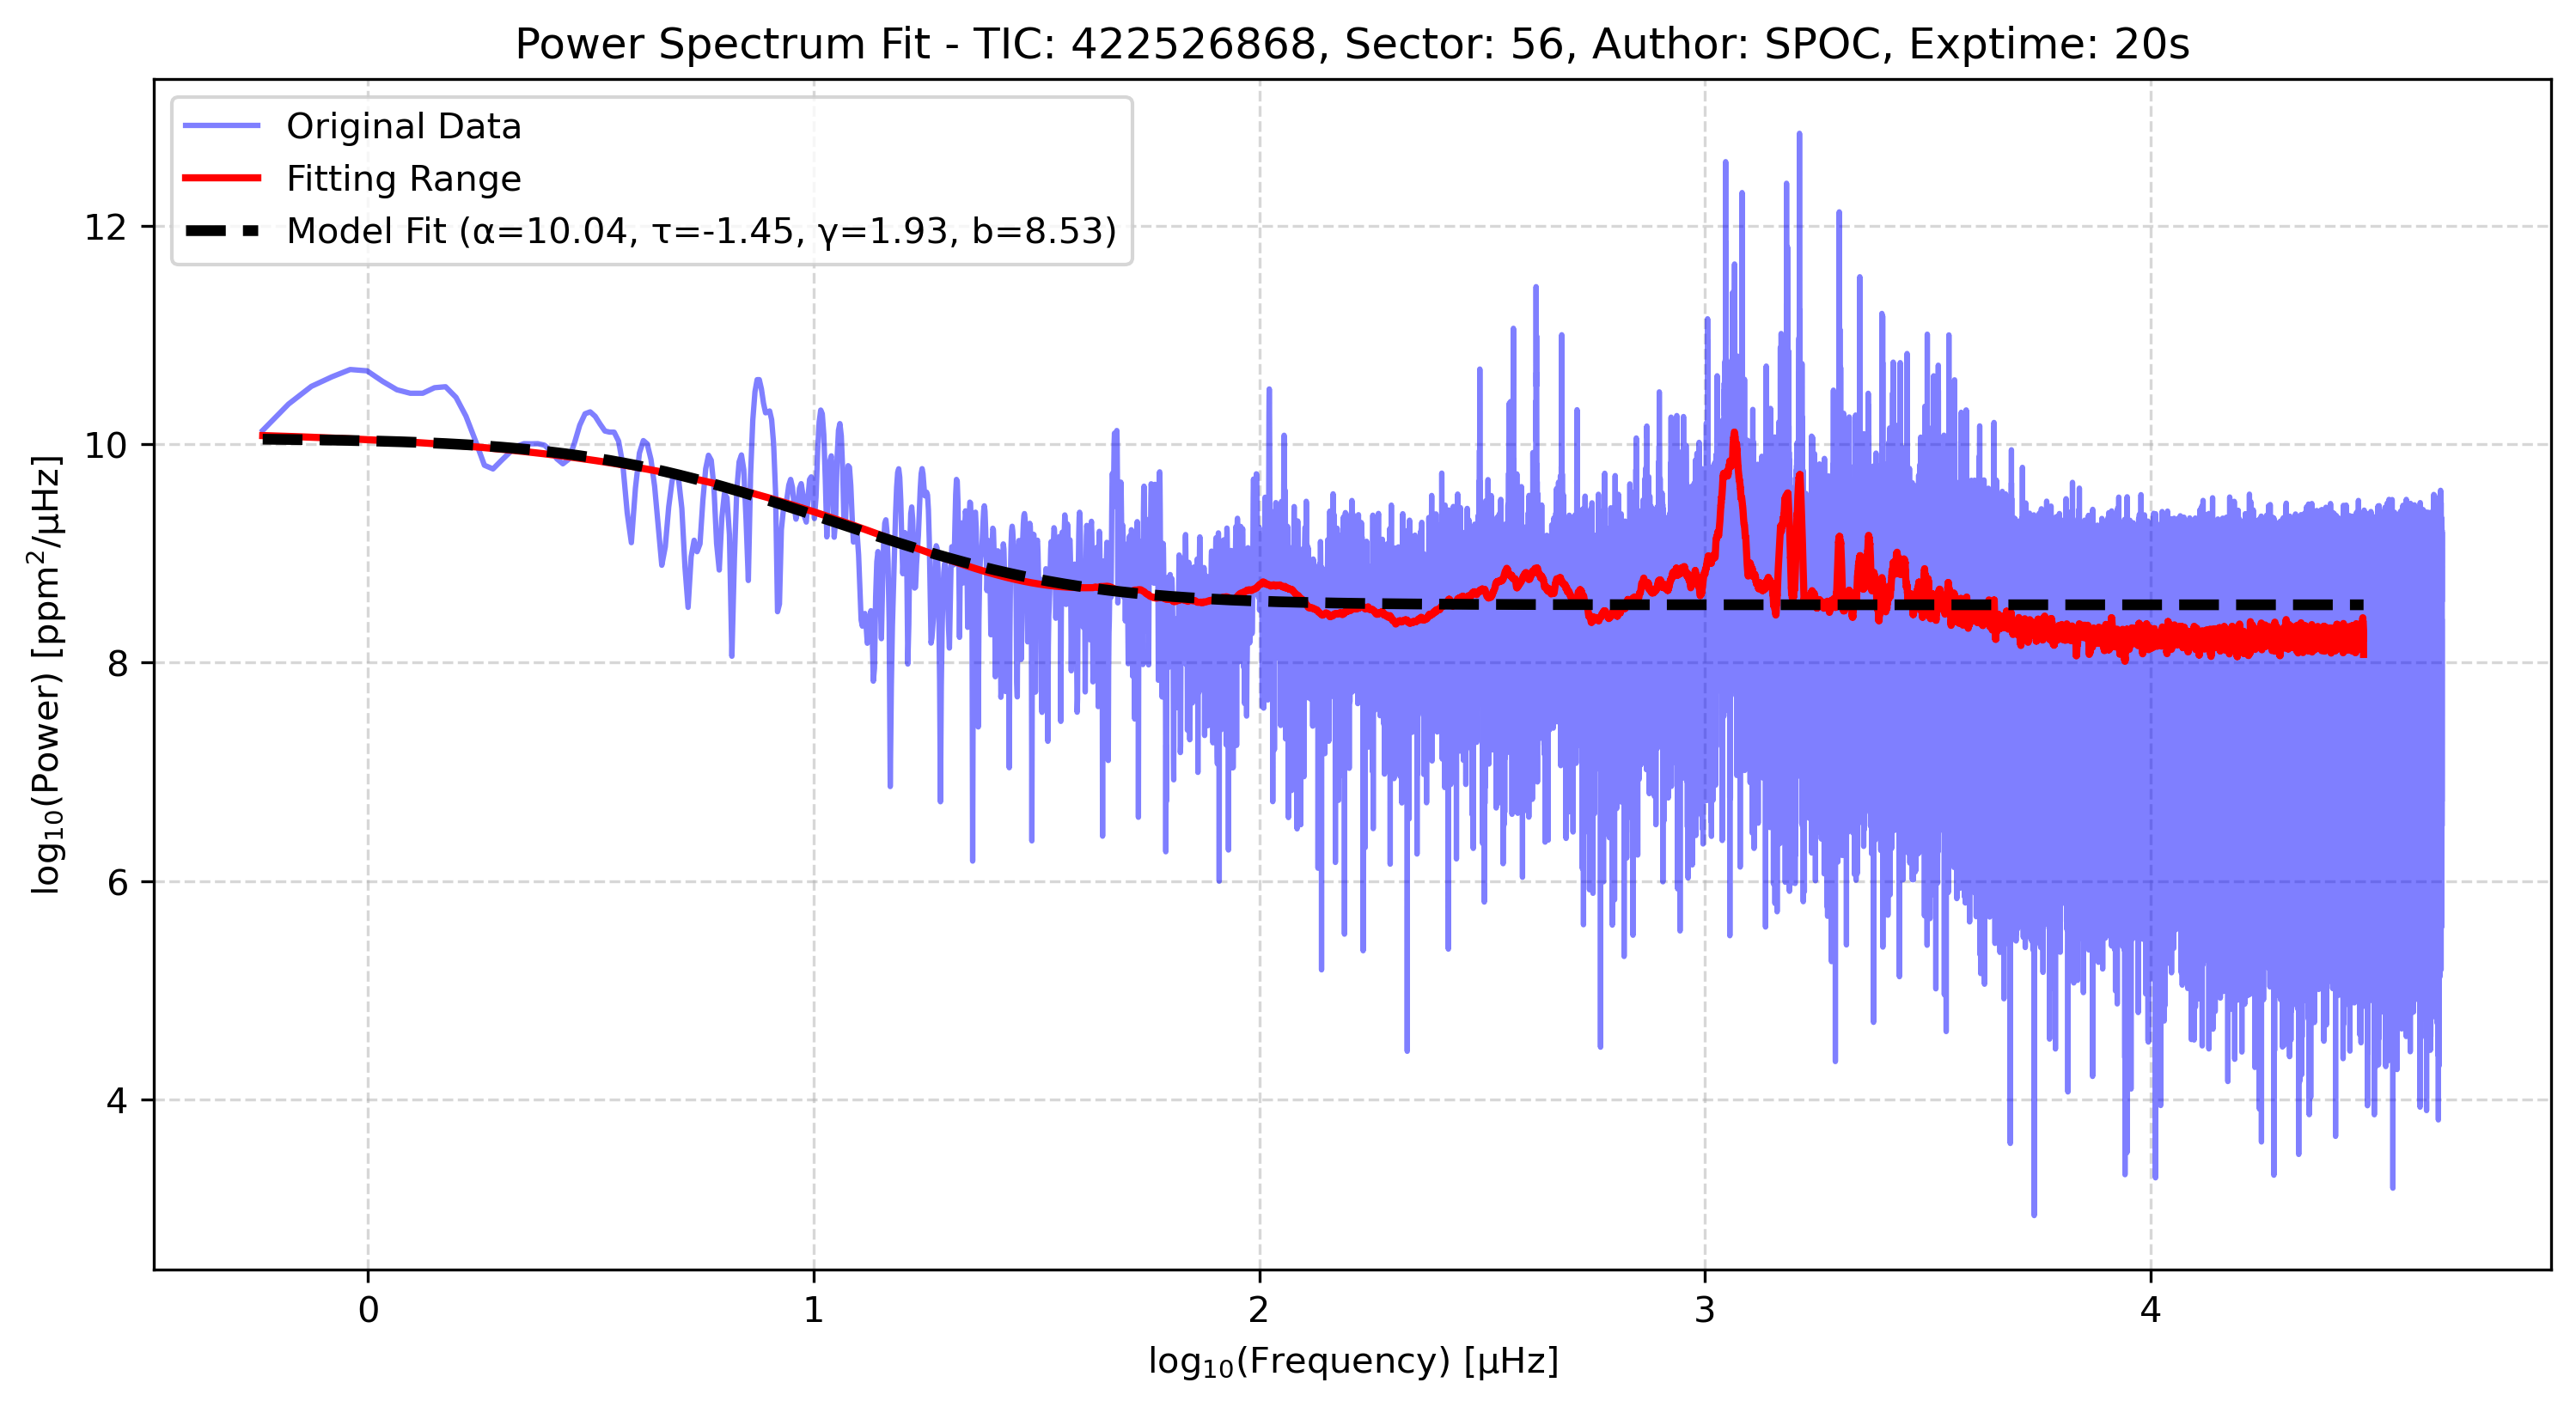 Power Spectrum Fit - TIC: 422526868, Sector: 56, Author: SPOC, Exptime: 20s
Original Data
Fitting Range
Model Fit (α=10.04, τ=-1.45, γ=1.93, b=8.53)
log₁₀(Power) [ppm²/μHz]
12
10
8
6
4
0
1
2
3
4
log₁₀(Frequency) [μHz]